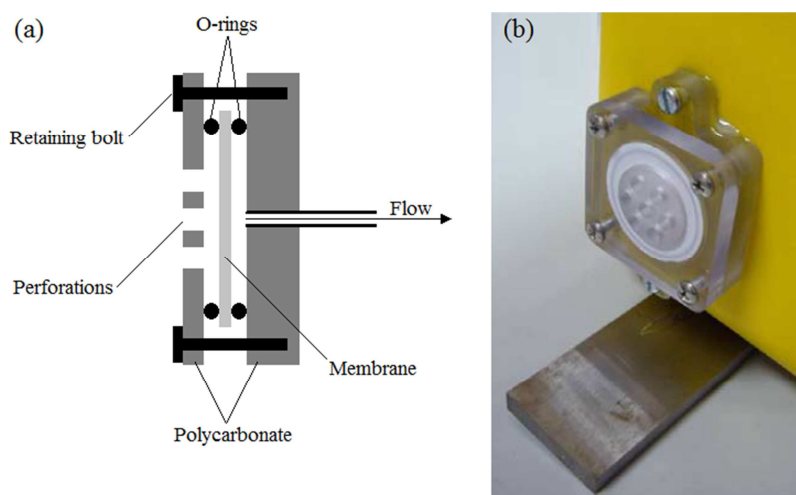 (a)
O-rings
(b)
Retaining bolt
Flow
Perforations
Membrane
Polycarbonate